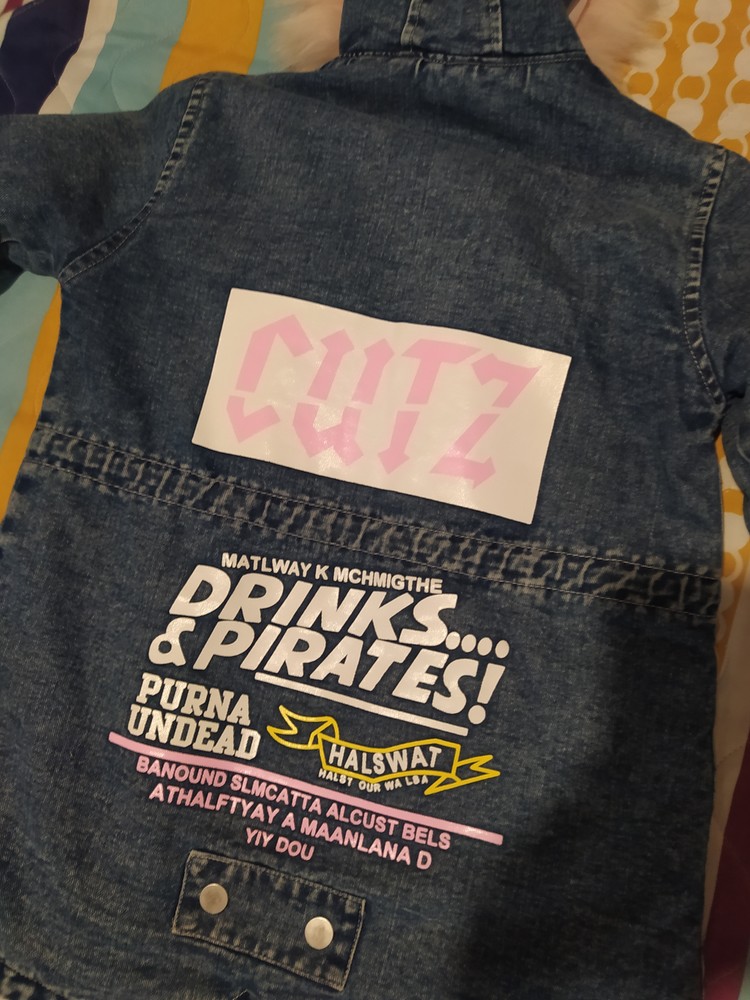 CUTZ
MATLWAY K MCHMIGTHE
DRINKS....
& PIRATES!
PURNA
UNDEAD
HALSWAT
HALST OUR WA LSA
BANOUND SLMCATTA ALCUST BELS
ATHALFTYAY A MAANLANA D
YIY DOU